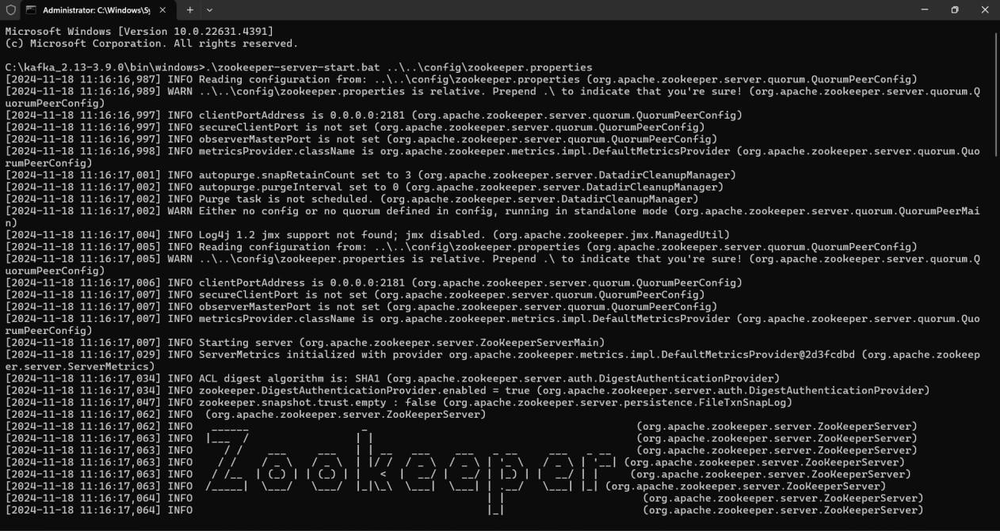 Administrator: C:\Windows\Sy
Microsoft Windows [Version 10.0.22631.4391]
(c) Microsoft Corporation. All rights reserved.
C:\kafka_2.13-3.9.0\bin\windows>.\zookeeper-server-start.bat ..\..\config\zookeeper.properties
[2024-11-18 11:16:16,987] INFO Reading configuration from: ..\..\config\zookeeper.properties (org.apache.zookeeper.server.quorum.QuorumPeerConfig)
[2024-11-18 11:16:16,989] WARN ..\..\config\zookeeper.properties is relative. Prepend .\ to indicate that you're sure! (org.apache.zookeeper.server.quorum.Q
uorumPeerConfig)
[2024-11-18 11:16:16,997] INFO clientPortAddress is 0.0.0.0:2181 (org.apache.zookeeper.server.quorum.QuorumPeerConfig)
[2024-11-18 11:16:16,997] INFO secureClientPort is not set (org.apache.zookeeper.server.quorum.QuorumPeerConfig)
[2024-11-18 11:16:16,997] INFO observerMasterPort is not set (org.apache.zookeeper.server.quorum.QuorumPeerConfig)
[2024-11-18 11:16:16,998] INFO metricsProvider.className is org.apache.zookeeper.metrics.impl.DefaultMetricsProvider (org.apache.zookeeper.server.quorum.Quo
rumPeerConfig)
[2024-11-18 11:16:17,001] INFO autopurge.snapRetainCount set to 3 (org.apache.zookeeper.server.DatadirCleanupManager)
[2024-11-18 11:16:17,002] INFO autopurge.purgeInterval set to 0 (org.apache.zookeeper.server.DatadirCleanupManager)
[2024-11-18 11:16:17,002] INFO Purge task is not scheduled. (org.apache.zookeeper.server.DatadirCleanupManager)
[2024-11-18 11:16:17,002] WARN Either no config or no quorum defined in config, running in standalone mode (org.apache.zookeeper.server.quorum.QuorumPeerMai
n)
[2024-11-18 11:16:17,004] INFO Log4j 1.2 jmx support not found; jmx disabled. (org.apache.zookeeper.jmx.ManagedUtil)
[2024-11-18 11:16:17,005] INFO Reading configuration from: ..\..\config\zookeeper.properties (org.apache.zookeeper.server.quorum.QuorumPeerConfig)
[2024-11-18 11:16:17,005] WARN ..\..\config\zookeeper.properties is relative. Prepend .\ to indicate that you're sure! (org.apache.zookeeper.server.quorum.Q
uorumPeerConfig)
[2024-11-18 11:16:17,006] INFO clientPortAddress is 0.0.0.0:2181 (org.apache.zookeeper.server.quorum.QuorumPeerConfig)
[2024-11-18 11:16:17,007] INFO secureClientPort is not set (org.apache.zookeeper.server.quorum.QuorumPeerConfig)
[2024-11-18 11:16:17,007] INFO observerMasterPort is not set (org.apache.zookeeper.server.quorum.QuorumPeerConfig)
[2024-11-18 11:16:17,007] INFO metricsProvider.className is org.apache.zookeeper.metrics.impl.DefaultMetricsProvider (org.apache.zookeeper.server.quorum.Quo
rumPeerConfig)
[2024-11-18 11:16:17,007] INFO Starting server (org.apache.zookeeper.server.ZooKeeperServerMain)
[2024-11-18 11:16:17,029] INFO ServerMetrics initialized with provider org.apache.zookeeper.metrics.impl.DefaultMetricsProvider@2d3fcdbd (org.apache.zookeep
er.server.ServerMetrics)
[2024-11-18 11:16:17,034] INFO ACL digest algorithm is: SHA1 (org.apache.zookeeper.server.auth.DigestAuthenticationProvider)
[2024-11-18 11:16:17,034] INFO zookeeper.DigestAuthenticationProvider.enabled = true (org.apache.zookeeper.server.auth.DigestAuthenticationProvider)
[2024-11-18 11:16:17,047] INFO zookeeper.snapshot.trust.empty : false (org.apache.zookeeper.server.persistence.FileTxnSnapLog)
[2024-11-18 11:16:17,062] INFO  (org.apache.zookeeper.server.ZooKeeperServer)
[2024-11-18 11:16:17,062] INFO   ______                  _                                           (org.apache.zookeeper.server.ZooKeeperServer)
[2024-11-18 11:16:17,063] INFO  |___  /                 | |                                          (org.apache.zookeeper.server.ZooKeeperServer)
[2024-11-18 11:16:17,063] INFO     / /    ___     ___   | | __   ___    ___   _ __     ___   _ __    (org.apache.zookeeper.server.ZooKeeperServer)
[2024-11-18 11:16:17,063] INFO    / /    / _ \   / _ \  | |/ /  / _ \  / _ \ | '_ \   / _ \ | '__| (org.apache.zookeeper.server.ZooKeeperServer)
[2024-11-18 11:16:17,063] INFO   / /__  | (_) | | (_) | |   <  |  __/ |  __/ | |_) | |  __/ | |     (org.apache.zookeeper.server.ZooKeeperServer)
[2024-11-18 11:16:17,063] INFO  /_____|  \___/   \___/  |_|\_\  \___|  \___| | .__/   \___| |_| (org.apache.zookeeper.server.ZooKeeperServer)
[2024-11-18 11:16:17,064] INFO                                               | |                      (org.apache.zookeeper.server.ZooKeeperServer)
[2024-11-18 11:16:17,064] INFO                                               |_|                      (org.apache.zookeeper.server.ZooKeeperServer)